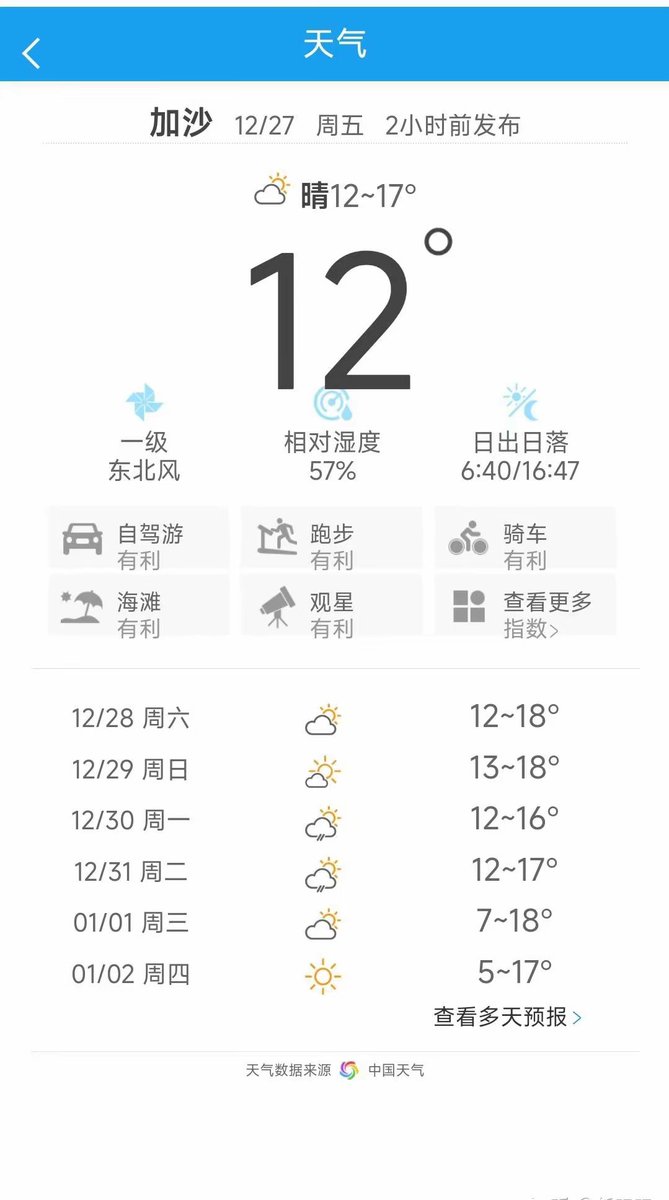 天气
加沙 12/27 周五 2小时前发布
晴12~17°
12°
一级 相对湿度 日出日落
东北风 57% 6:40/16:47
自驾游 跑步 骑车
有利 有利 有利
海滩 观星 查看更多
有利 有利 指数>
12/28 周六 12~18°
12/29 周日 13~18°
12/30 周一 12~16°
12/31 周二 12~17°
01/01 周三 7~18°
01/02 周四 5~17°
查看多天预报>
天气数据来源 中国天气